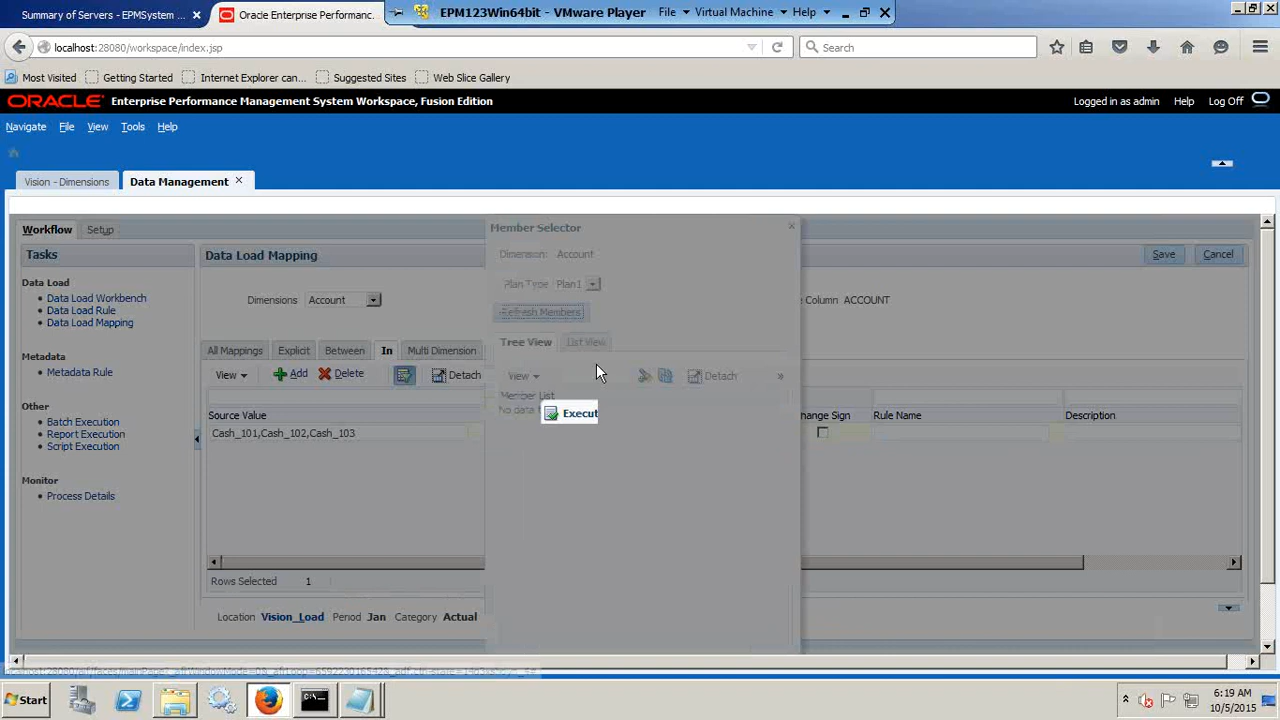 EPM123Win64bit - VMware Player File Virtual Machine Help
Summary of Servers - EPMSystem ... Oracle Enterprise Performanc...
localhost:28080/workspace/index.jsp Search
Most Visited Getting Started Internet Explorer can... Suggested Sites Web Slice Gallery
ORACLE Enterprise Performance Management System Workspace, Fusion Edition Logged in as admin Help Log Off
Navigate File View Tools Help
Vision - Dimensions Data Management
Workflow Setup Member Selector
Tasks Data Load Mapping Dimension: Account Save Cancel
Data Load
Data Load Workbench
Data Load Rule
Data Load Mapping
Dimensions Account Plan Type Plan1 Column ACCOUNT
Refresh Members
All Mappings Explicit Between In Multi Dimension Tree View List View
Metadata
Metadata Rule
View Add Delete Detach View Detach »
Member List
No data
Execut
Source Value Change Sign Rule Name Description
Cash_101,Cash_102,Cash_103
Other
Batch Execution
Report Execution
Script Execution
Monitor
Process Details
Rows Selected 1
Location Vision_Load Period Jan Category Actual
Start 6:19 AM
10/5/2015